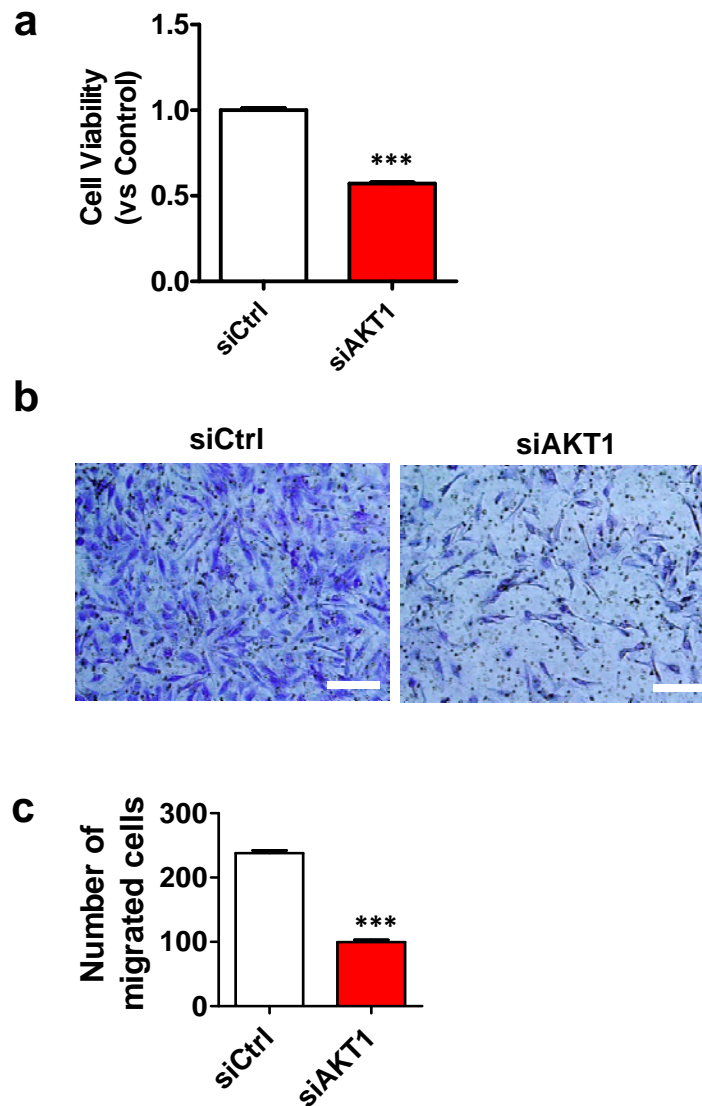 a
Cell Viability
(vs Control)
1.5
1.0
0.5
0.0
***
siCtrl
siAKT1
b
siCtrl
siAKT1
c
Number of
migrated cells
300
200
100
0
***
siCtrl
siAKT1